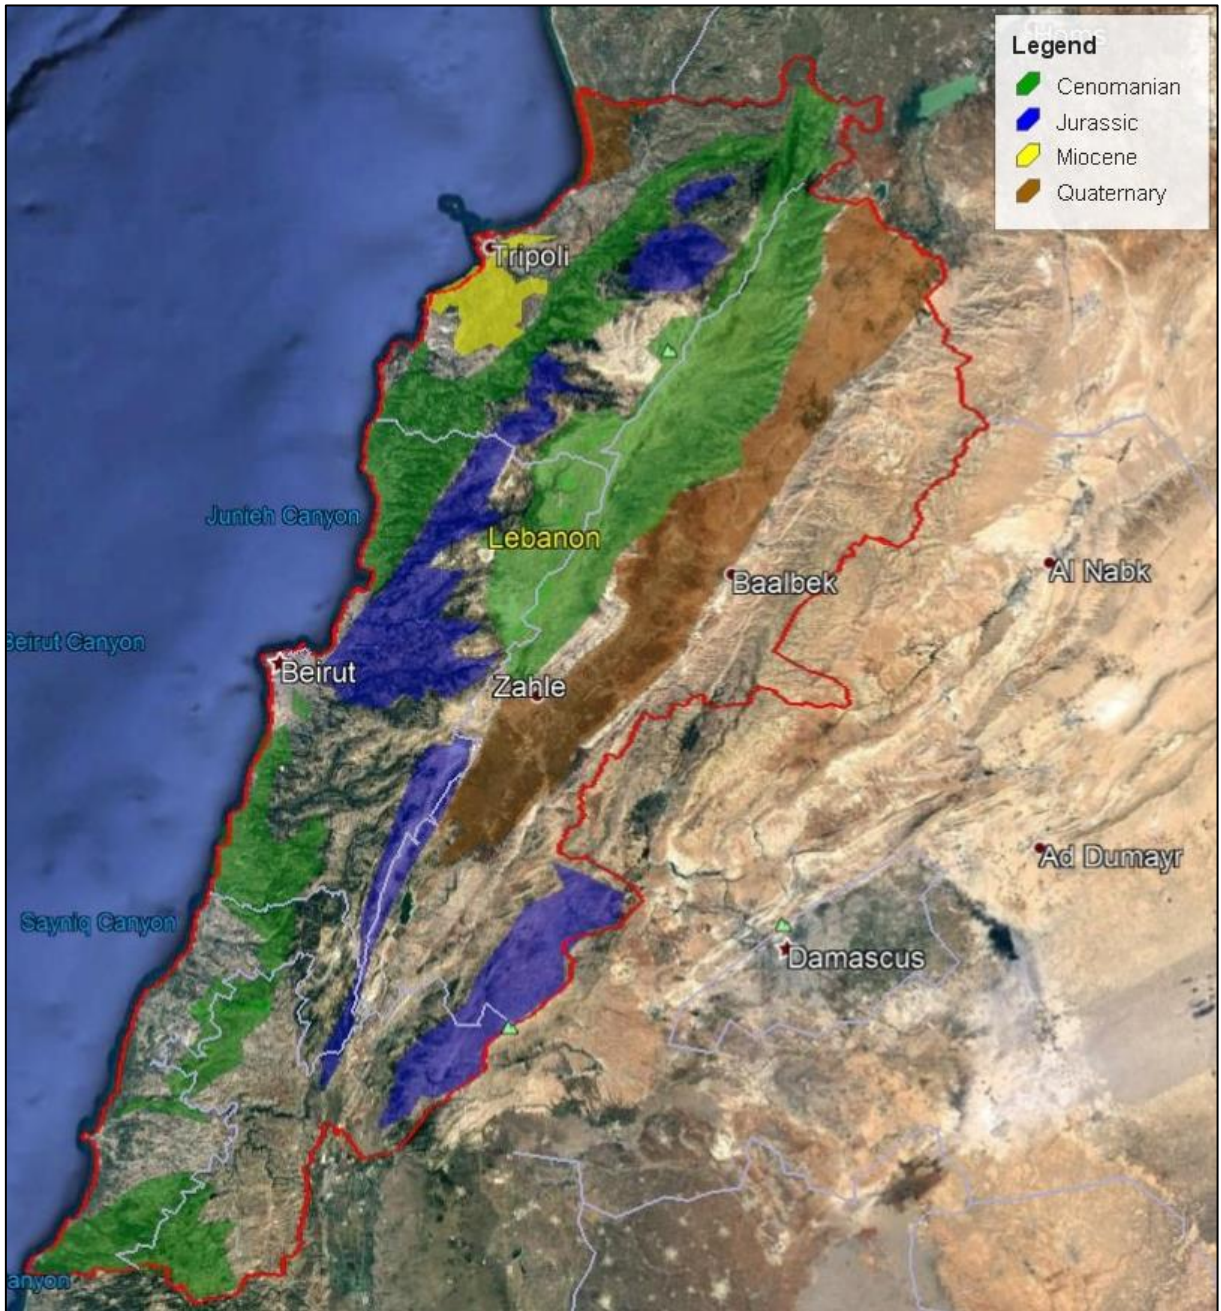 Homs
Legend
Cenomanian
Jurassic
Miocene
Quaternary
Tripoli
Junieh Canyon
Lebanon
Baalbek
Al Nabk
Beirut Canyon
Beirut
Zahle
Ad Dumayr
Sayniq Canyon
Damascus
anyon